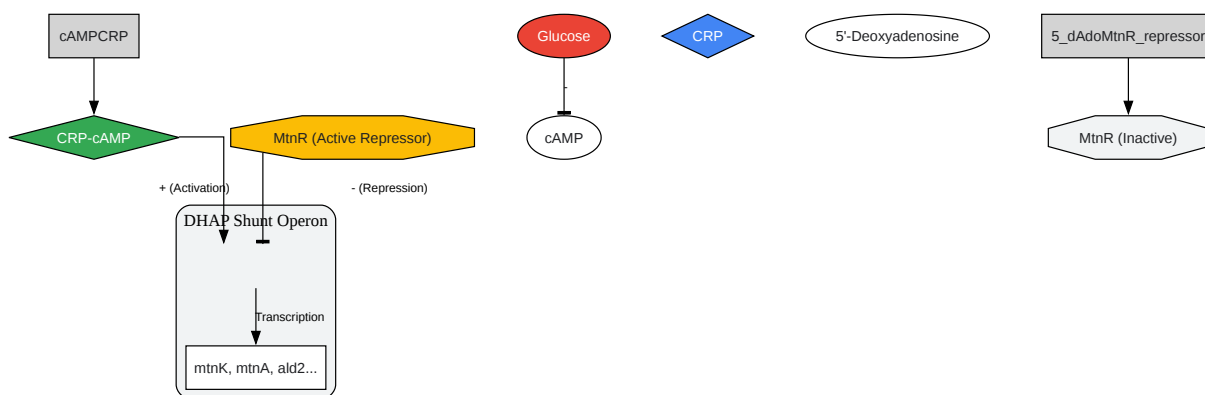 cAMPCRP
Glucose
CRP
5'-Deoxyadenosine
5_dAdoMtnR_repressor
-
CRP-cAMP
MtnR (Active Repressor)
cAMP
MtnR (Inactive)
+ (Activation)
- (Repression)
DHAP Shunt Operon
Transcription
mtnK, mtnA, ald2...